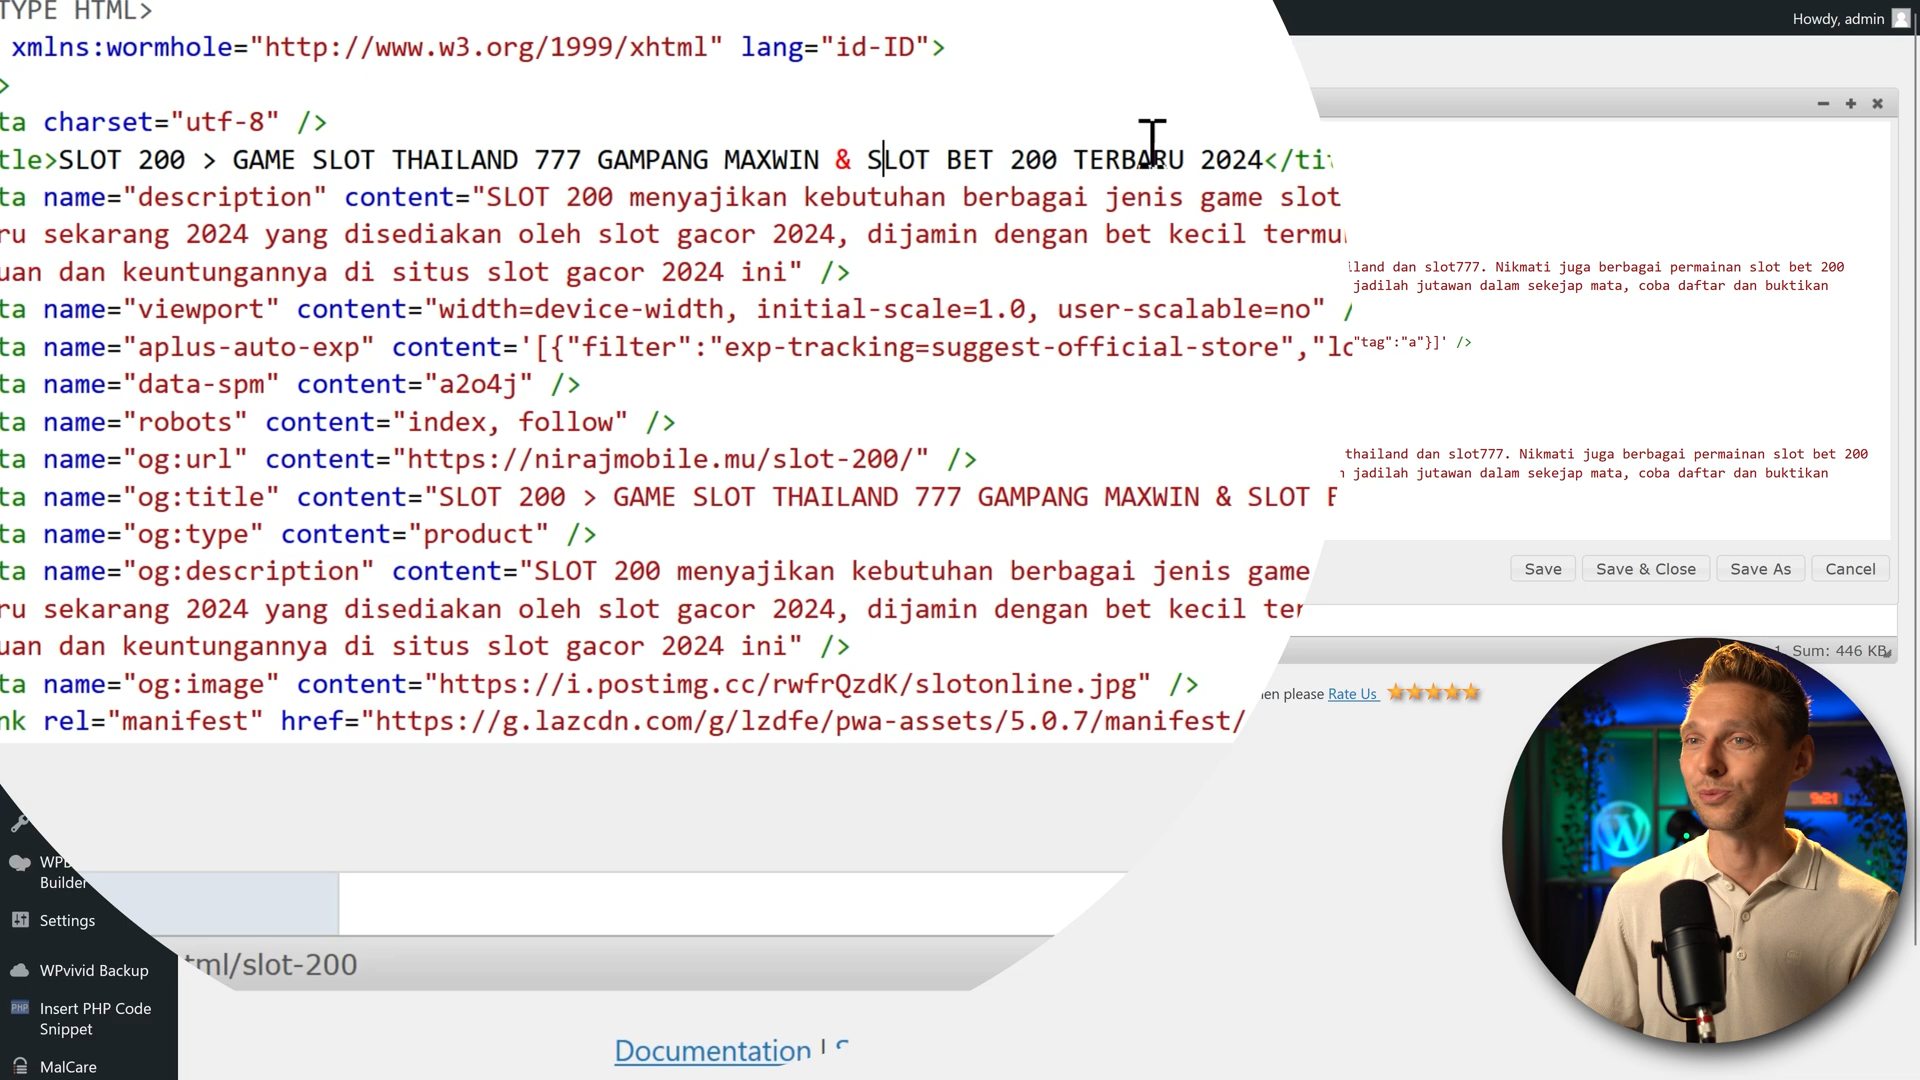 TYPE HTML>
Howdy, admin
xmlns:wormhole="http://www.w3.org/1999/xhtml" lang="id-ID">
>
ta charset="utf-8" />
tle>SLOT 200 > GAME SLOT THAILAND 777 GAMPANG MAXWIN & SLOT BET 200 TERBARU 2024</ti
ta name="description" content="SLOT 200 menyajikan kebutuhan berbagai jenis game slot
ru sekarang 2024 yang disediakan oleh slot gacor 2024, dijamin dengan bet kecil termu
uan dan keuntungannya di situs slot gacor 2024 ini" />
iland dan slot777. Nikmati juga berbagai permainan slot bet 200
jadilah jutawan dalam sekejap mata, coba daftar dan buktikan
ta name="viewport" content="width=device-width, initial-scale=1.0, user-scalable=no" /
ta name="aplus-auto-exp" content='[{"filter":"exp-tracking=suggest-official-store","lo
"tag":"a"}]' />
ta name="data-spm" content="a2o4j" />
ta name="robots" content="index, follow" />
ta name="og:url" content="https://nirajmobile.mu/slot-200/" />
thailand dan slot777. Nikmati juga berbagai permainan slot bet 200
jadilah jutawan dalam sekejap mata, coba daftar dan buktikan
ta name="og:title" content="SLOT 200 > GAME SLOT THAILAND 777 GAMPANG MAXWIN & SLOT B
ta name="og:type" content="product" />
ta name="og:description" content="SLOT 200 menyajikan kebutuhan berbagai jenis game
ru sekarang 2024 yang disediakan oleh slot gacor 2024, dijamin dengan bet kecil ter
uan dan keuntungannya di situs slot gacor 2024 ini" />
ta name="og:image" content="https://i.postimg.cc/rwfrQzdK/slotonline.jpg" />
nk rel="manifest" href="https://g.lazcdn.com/g/lzdfe/pwa-assets/5.0.7/manifest/
Save
Save & Close
Save As
Cancel
1, Sum: 446 KB
en please Rate Us
9:21
WPB
Builder
Settings
WPvivid Backup
PHP
Insert PHP Code
Snippet
MalCare
tml/slot-200
Documentation |